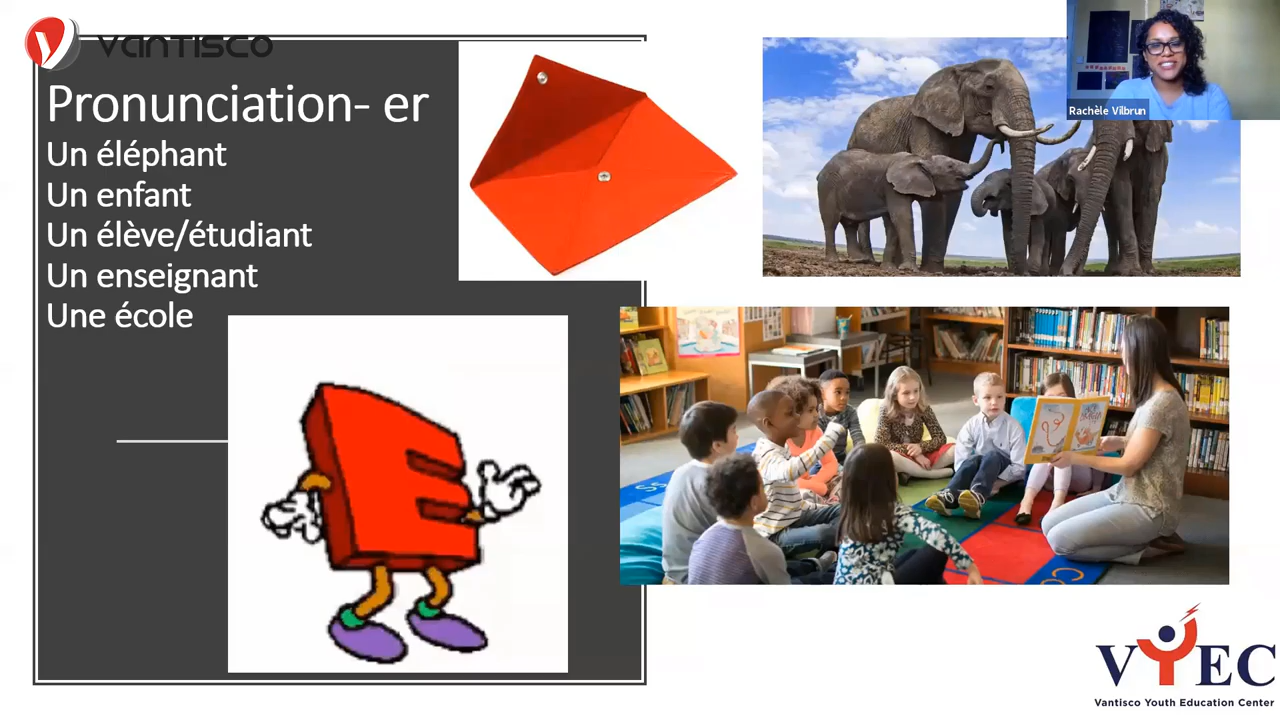 VANTISCO
Pronunciation- er
Un éléphant
Un enfant
Un élève/étudiant
Un enseignant
Une école
Rachèle Vilbrun
VYEC
Vantisco Youth Education Center